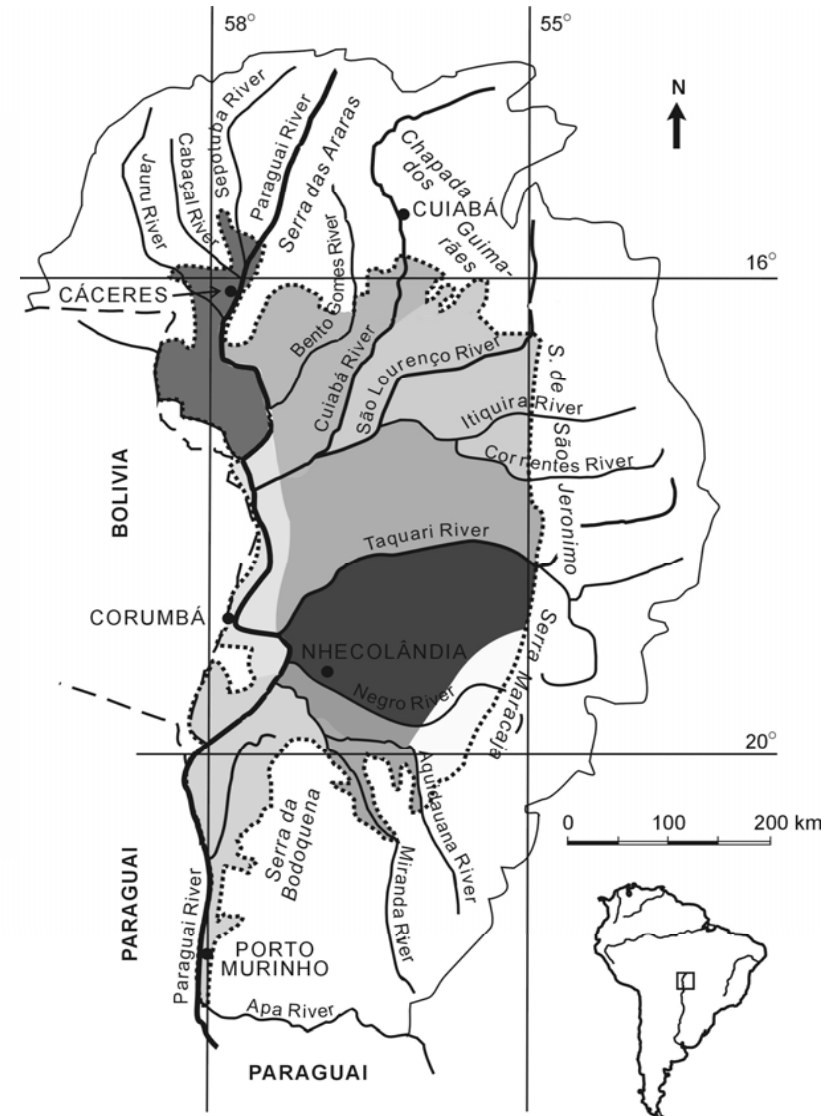 58°
55°
N
Jauru River
Cabaçal River
Sepotuba River
Paraguai River
Serra das Araras
Chapada
dos
Guima-
rães
CUIABÁ
16°
CÁCERES
Bento Gomes River
Cuiabá River
São Lourenço River
S. de São Jeronimo
Itiquira River
Correntes River
BOLIVIA
Taquari River
CORUMBÁ
NHECOLÂNDIA
Negro River
Serra Maracaja
20°
Aquidauana River
0 100 200 km
Serra da
Bodoquena
Miranda River
PARAGUAI
Paraguai River
PORTO
MURINHO
Apa River
PARAGUAI